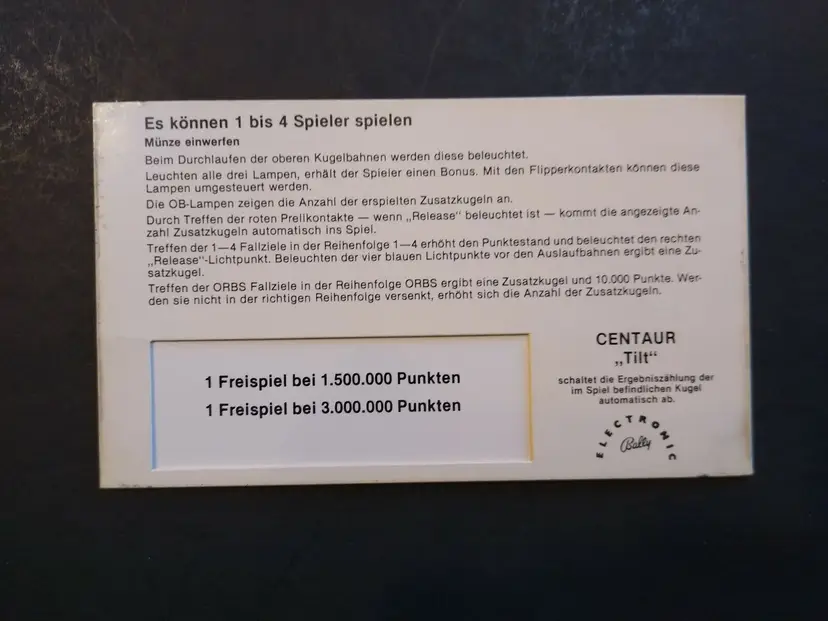 Es können 1 bis 4 Spieler spielen
Münze einwerfen
Beim Durchlaufen der oberen Kugelbahnen werden diese beleuchtet.
Leuchten alle drei Lampen, erhält der Spieler einen Bonus. Mit den Flipperkontakten können diese
Lampen umgesteuert werden.
Die OB-Lampen zeigen die Anzahl der erspielten Zusatzkugeln an.
Durch Treffen der roten Prellkontakte — wenn „Release" beleuchtet ist — kommt die angezeigte An-
zahl Zusatzkugeln automatisch ins Spiel.
Treffen der 1—4 Fallziele in der Reihenfolge 1—4 erhöht den Punktestand und beleuchtet den rechten
„Release"-Lichtpunkt. Beleuchten der vier blauen Lichtpunkte vor den Auslaufbahnen ergibt eine Zu-
satzkugel.
Treffen der ORBS Fallziele in der Reihenfolge ORBS ergibt eine Zusatzkugel und 10.000 Punkte. Wer-
den sie nicht in der richtigen Reihenfolge versenkt, erhöht sich die Anzahl der Zusatzkugeln.
1 Freispiel bei 1.500.000 Punkten
1 Freispiel bei 3.000.000 Punkten
CENTAUR
„Tilt"
schaltet die Ergebniszählung der
im Spiel befindlichen Kugel
automatisch ab.
ELECTRONIC
Bally